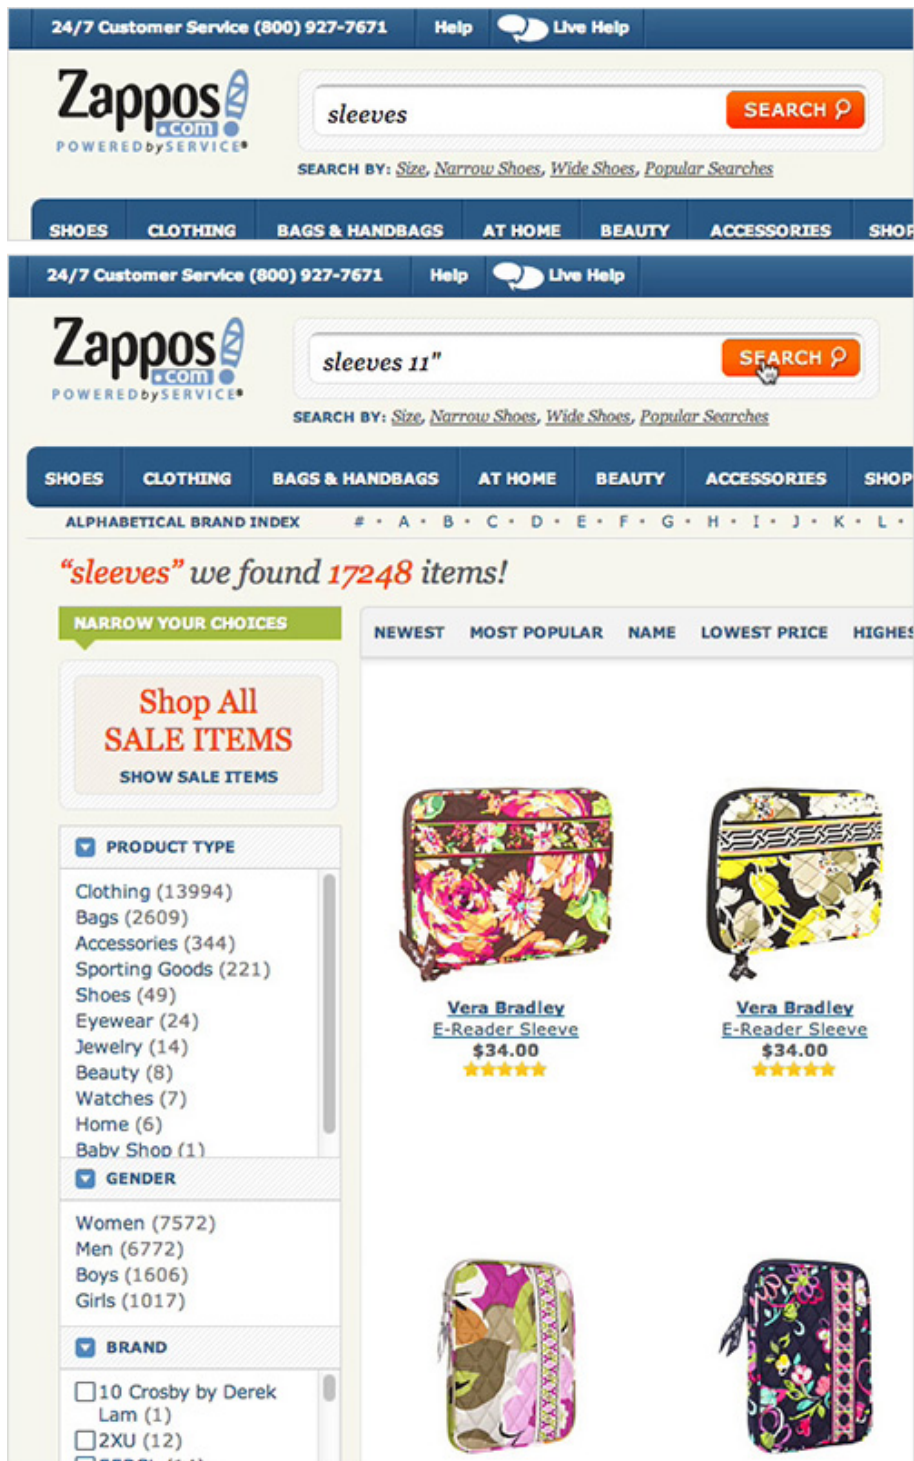 24/7 Customer Service (800) 927-7671 Help Live Help
Zappos
.com
POWEREDbySERVICE®
sleeves
SEARCH
SEARCH BY: Size, Narrow Shoes, Wide Shoes, Popular Searches
SHOES CLOTHING BAGS & HANDBAGS AT HOME BEAUTY ACCESSORIES SHOP
24/7 Customer Service (800) 927-7671 Help Live Help
Zappos
.com
POWEREDbySERVICE®
sleeves 11"
SEARCH
SEARCH BY: Size, Narrow Shoes, Wide Shoes, Popular Searches
SHOES CLOTHING BAGS & HANDBAGS AT HOME BEAUTY ACCESSORIES SHOP
ALPHABETICAL BRAND INDEX # • A • B • C • D • E • F • G • H • I • J • K • L •
“sleeves” we found 17248 items!
NARROW YOUR CHOICES
NEWEST MOST POPULAR NAME LOWEST PRICE HIGHES
Shop All
SALE ITEMS
SHOW SALE ITEMS
PRODUCT TYPE
Clothing (13994)
Bags (2609)
Accessories (344)
Sporting Goods (221)
Shoes (49)
Eyewear (24)
Jewelry (14)
Beauty (8)
Watches (7)
Home (6)
Baby Shop (1)
Vera Bradley
E-Reader Sleeve
$34.00
Vera Bradley
E-Reader Sleeve
$34.00
GENDER
Women (7572)
Men (6772)
Boys (1606)
Girls (1017)
BRAND
10 Crosby by Derek
Lam (1)
2XU (12)